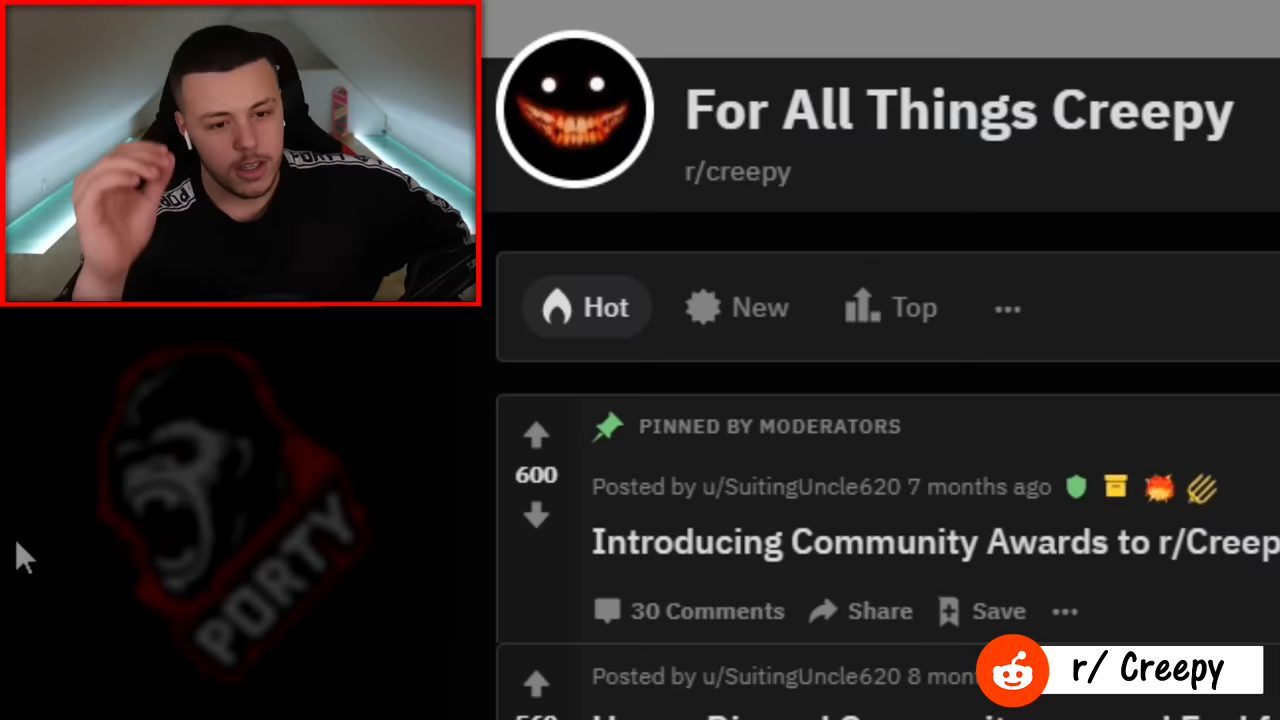 For All Things Creepy
r/creepy
Hot New Top
PINNED BY MODERATORS
600
Posted by u/SuitingUncle620 7 months ago
Introducing Community Awards to r/Creep
30 Comments Share Save
Posted by u/SuitingUncle620 8 mon
r/ Creepy
PORTY